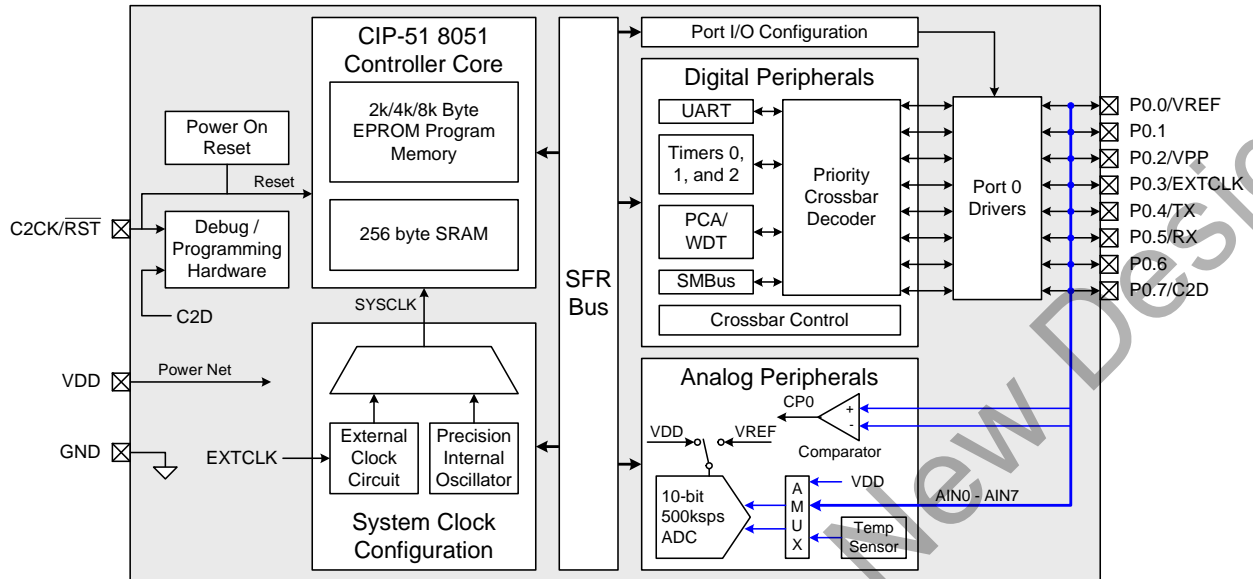 CIP-51 8051
Controller Core
2k/4k/8k Byte
EPROM Program
Memory
256 byte SRAM
Power On
Reset
Reset
C2CK/RST
Debug /
Programming
Hardware
C2D
VDD
Power Net
GND
SYSCLK
EXTCLK
External
Clock
Circuit
Precision
Internal
Oscillator
System Clock
Configuration
SFR
Bus
Port I/O Configuration
Digital Peripherals
UART
Timers 0,
1, and 2
PCA/
WDT
SMBus
Priority
Crossbar
Decoder
Crossbar Control
Port 0
Drivers
P0.0/VREF
P0.1
P0.2/VPP
P0.3/EXTCLK
P0.4/TX
P0.5/RX
P0.6
P0.7/C2D
Analog Peripherals
CP0
+
-
Comparator
VDD
VREF
10-bit
500ksps
ADC
A
M
U
X
VDD
AIN0 - AIN7
Temp
Sensor
New